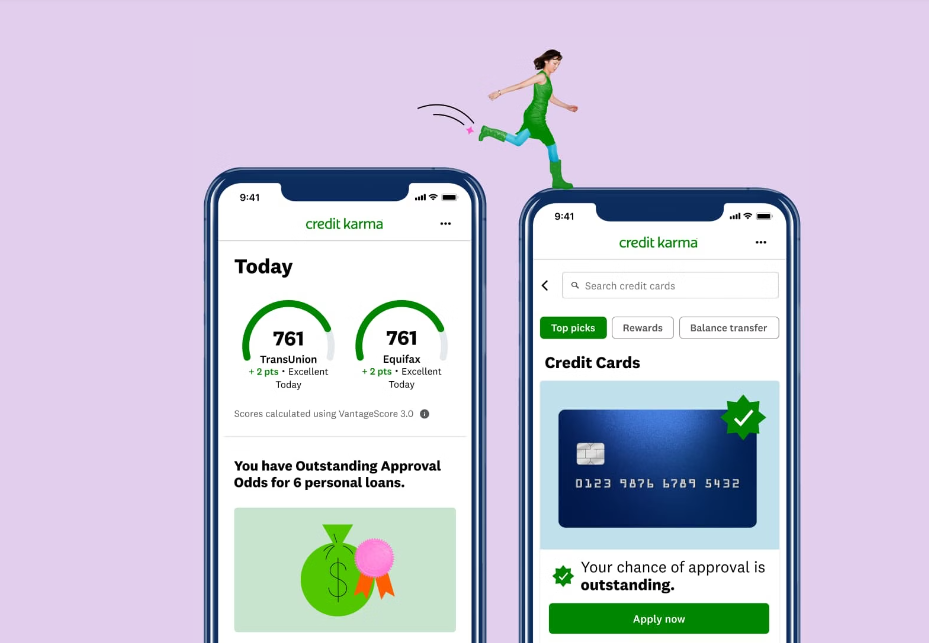 9:41
credit karma
Today
761
TransUnion
+ 2 pts • Excellent
Today
761
Equifax
+ 2 pts • Excellent
Today
Scores calculated using VantageScore 3.0
You have Outstanding Approval
Odds for 6 personal loans.
$
9:41
credit karma
Search credit cards
Top picks
Rewards
Balance transfer
Credit Cards
0123 9876 6789 5432
Your chance of approval is
outstanding.
Apply now